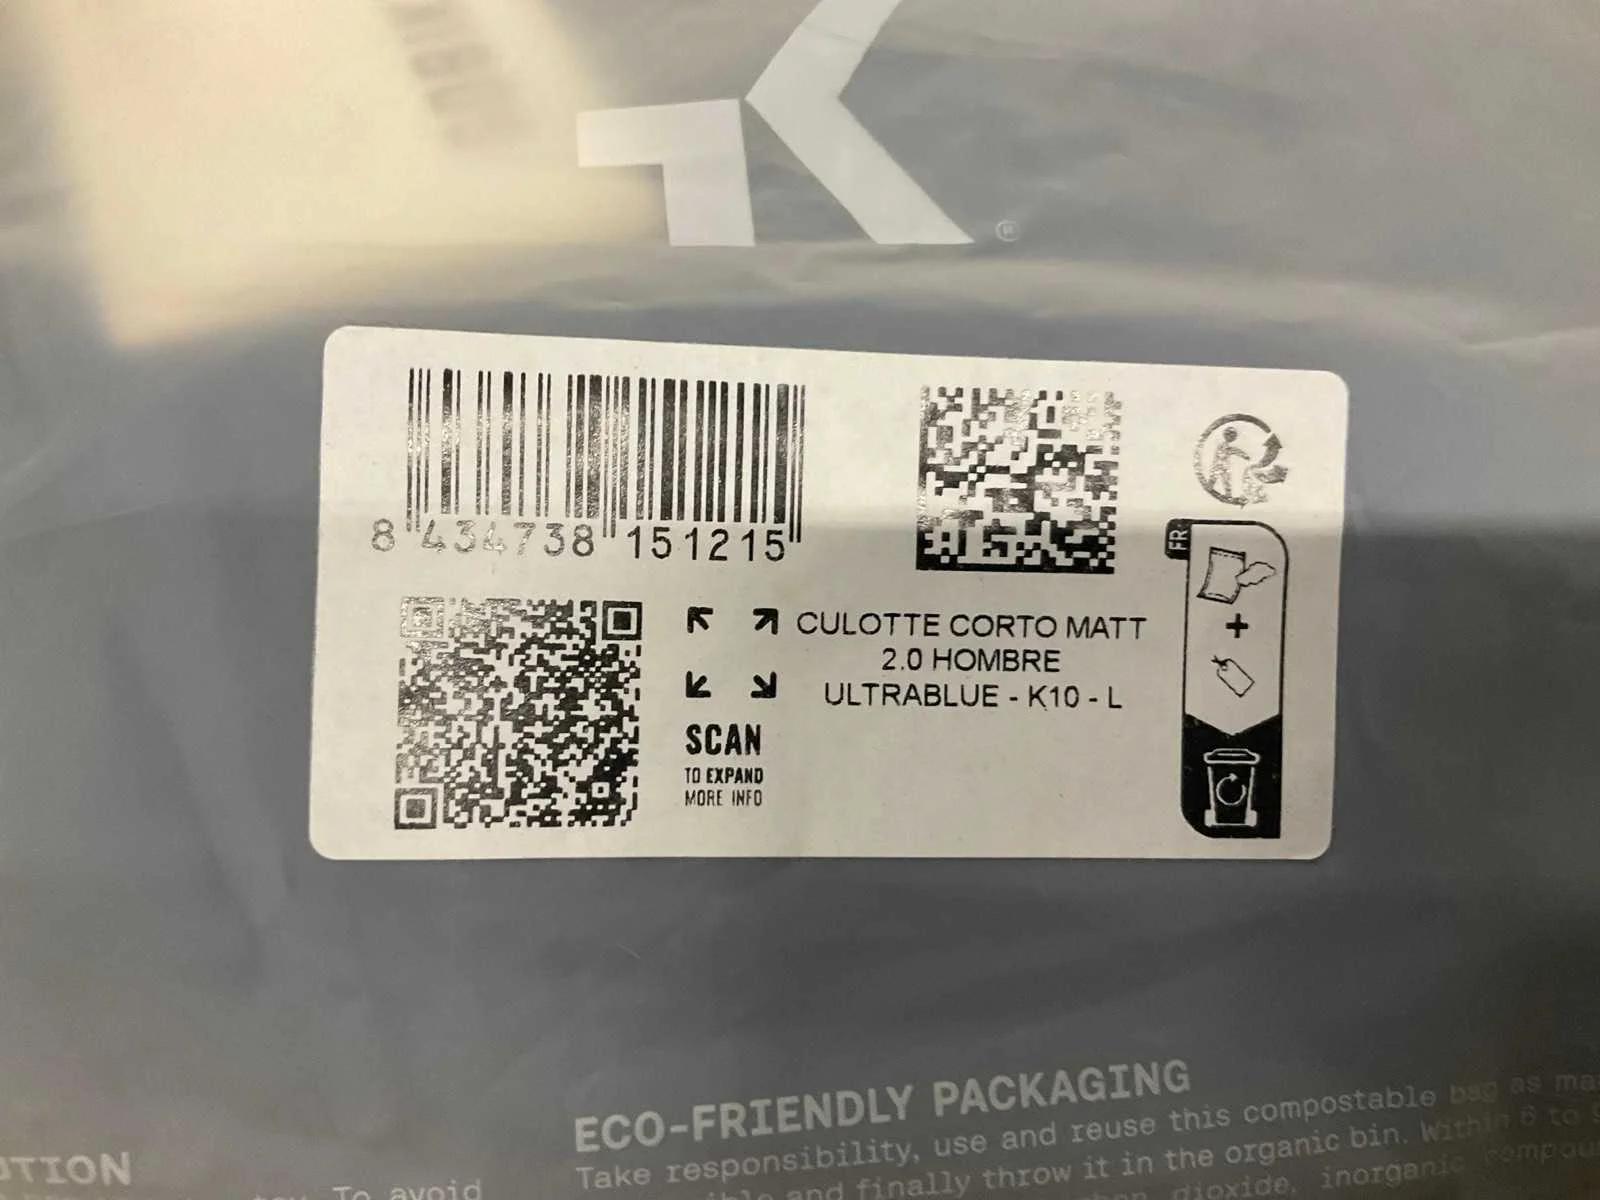 ®
8 434738 151215
CULOTTE CORTO MATT
2.0 HOMBRE
ULTRABLUE - K10 - L
SCAN
TO EXPAND
MORE INFO
FR
+
ECO-FRIENDLY PACKAGING
Take responsibility, use and reuse this compostable bag as
and finally throw it in the organic bin. Within 6 to
dioxide, inorganic
To avoid